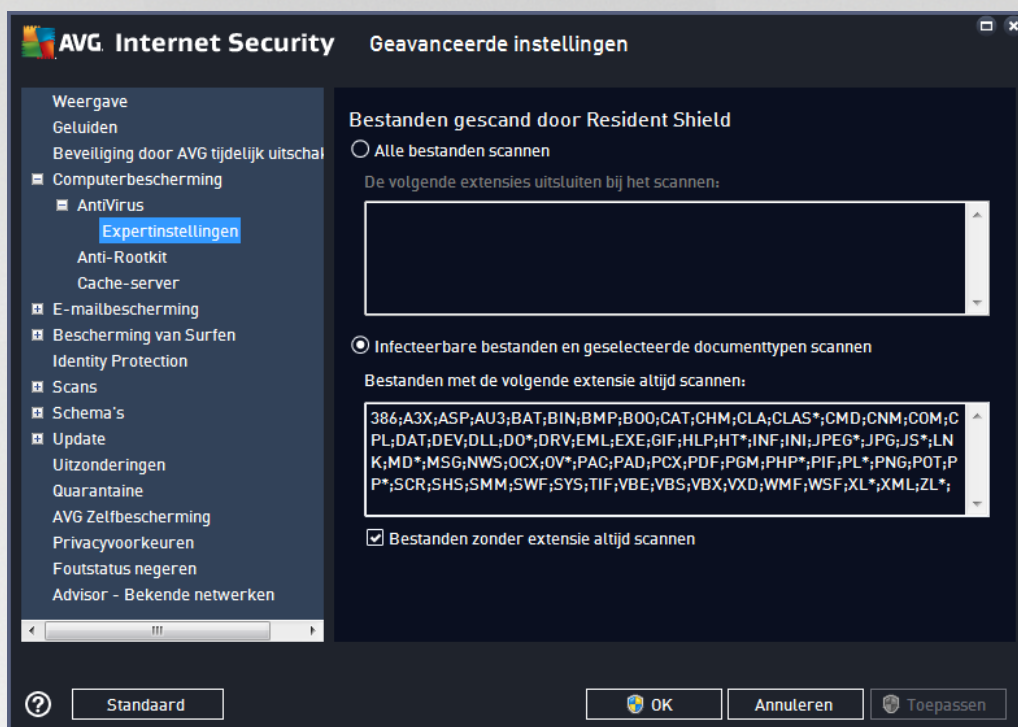 AVG. Internet Security
Geavanceerde instellingen
Weergave
Geluiden
Beveiliging door AVG tijdelijk uitschak
Computerbescherming
AntiVirus
Expertinstellingen
Anti-Rootkit
Cache-server
E-mailbescherming
Bescherming van Surfen
Identity Protection
Scans
Schema's
Update
Uitzonderingen
Quarantaine
AVG Zelfbescherming
Privacyvoorkeuren
Foutstatus negeren
Advisor - Bekende netwerken
Bestanden gescand door Resident Shield
Alle bestanden scannen
De volgende extensies uitsluiten bij het scannen:
Infecteerbare bestanden en geselecteerde documenttypen scannen
Bestanden met de volgende extensie altijd scannen:
386;A3X;ASP;AU3;BAT;BIN;BMP;BOO;CAT;CHM;CLA;CLAS*;CMD;CNM;COM;C
PL;DAT;DEV;DLL;DO*;DRV;EML;EXE;GIF;HLP;HT*;INF;INI;JPEG*;JPG;JS*;LN
K;MD*;MSG;NWS;OCX;OV*;PAC;PAD;PCX;PDF;PGM;PHP*;PIF;PL*;PNG;POT;P
P*;SCR;SHS;SMM;SWF;SYS;TIF;VBE;VBS;VBX;VXD;WMF;WSF;XL*;XML;ZL*;
Bestanden zonder extensie altijd scannen
Standaard
OK
Annuleren
Toepassen